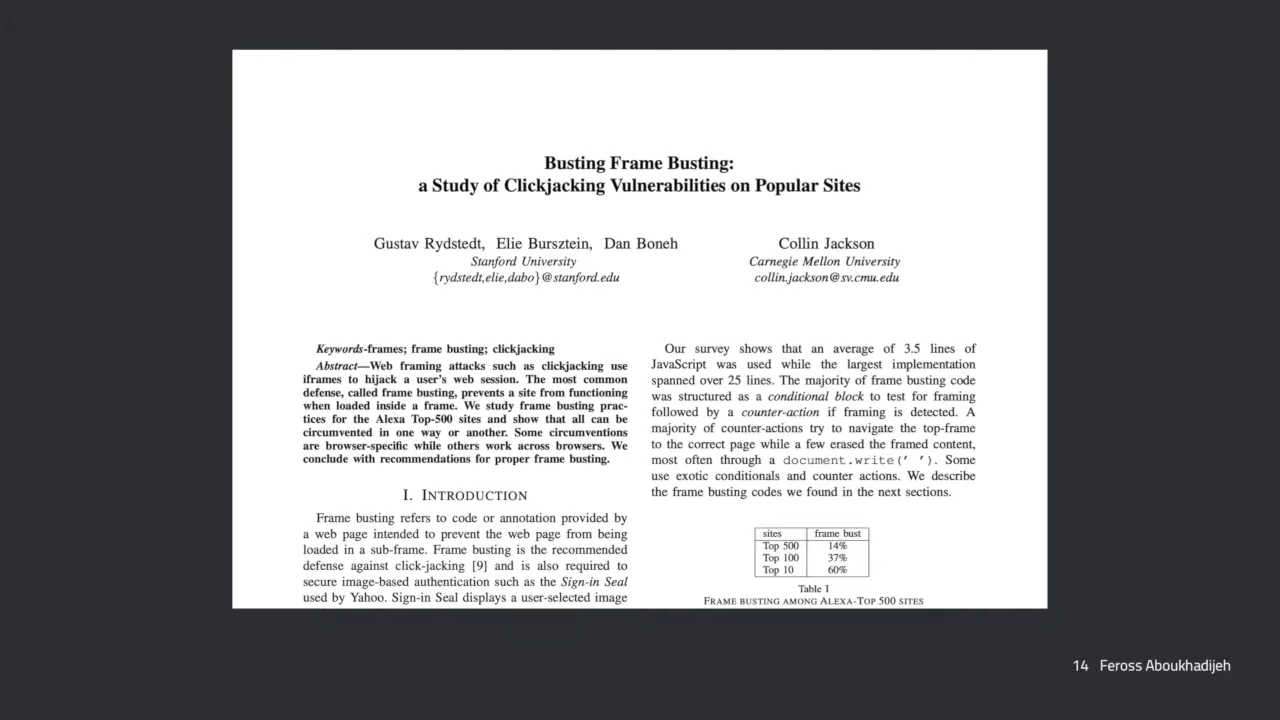 Busting Frame Busting:
a Study of Clickjacking Vulnerabilities on Popular Sites
Gustav Rydstedt, Elie Bursztein, Dan Boneh
Stanford University
{rydstedt,elie,dabo}@stanford.edu
Collin Jackson
Carnegie Mellon University
collin.jackson@sv.cmu.edu
Keywords-frames; frame busting; clickjacking
Abstract—Web framing attacks such as clickjacking use
iframes to hijack a user's web session. The most common
defense, called frame busting, prevents a site from functioning
when loaded inside a frame. We study frame busting prac-
tices for the Alexa Top-500 sites and show that all can be
circumvented in one way or another. Some circumventions
are browser-specific while others work across browsers. We
conclude with recommendations for proper frame busting.
I. INTRODUCTION
Frame busting refers to code or annotation provided by
a web page intended to prevent the web page from being
loaded in a sub-frame. Frame busting is the recommended
defense against click-jacking [9] and is also required to
secure image-based authentication such as the Sign-in Seal
used by Yahoo. Sign-in Seal displays a user-selected image
Our survey shows that an average of 3.5 lines of
JavaScript was used while the largest implementation
spanned over 25 lines. The majority of frame busting code
was structured as a conditional block to test for framing
followed by a counter-action if framing is detected. A
majority of counter-actions try to navigate the top-frame
to the correct page while a few erased the framed content,
most often through a document.write(' '). Some
use exotic conditionals and counter actions. We describe
the frame busting codes we found in the next sections.
sites frame bust
Top 500 14%
Top 100 37%
Top 10 60%
Table I
FRAME BUSTING AMONG ALEXA-TOP 500 SITES
14 Feross Aboukhadijeh